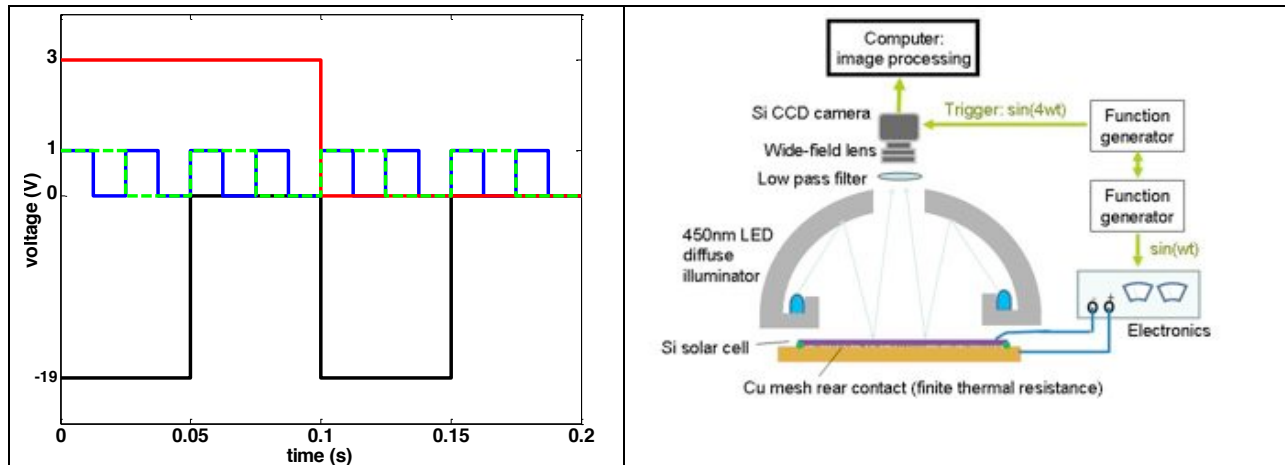 3
1
0
-19
voltage (V)
0
0.05
0.1
0.15
0.2
time (s)
Computer:
image processing
Si CCD camera
Trigger: sin(4wt)
Function
generator
Wide-field lens
Low pass filter
Function
generator
450nm LED
diffuse
illuminator
sin(wt)
- +
Electronics
Si solar cell
Cu mesh rear contact (finite thermal resistance)